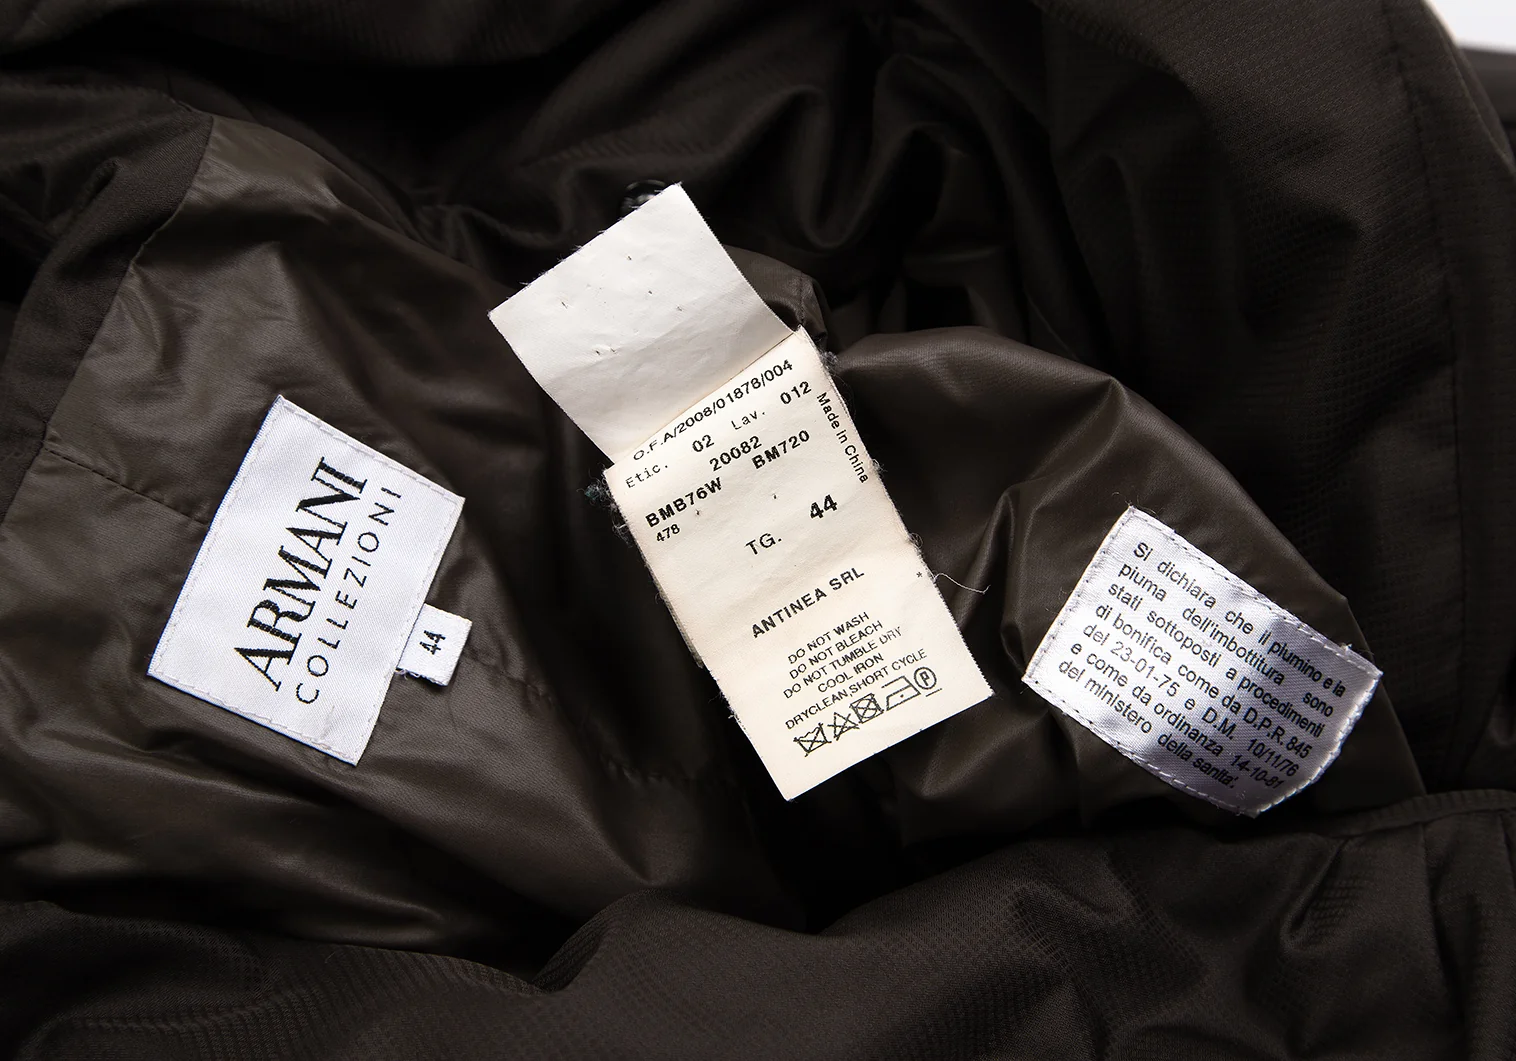 ARMANI
COLLEZIONI
44
O.F.A/2008/01878/004
Etic. 02 Lav. 012
20082
BMB76W BM720
478
TG. 44
Made in China
ANTINEA SRL
DO NOT WASH
DO NOT BLEACH
DO NOT TUMBLE DRY
COOL IRON
DRYCLEAN.SHORT CYCLE
P
Si dichiara che il piumino e la
piuma dell'imbottitura sono
stati sottoposti a procedimenti
di bonifica come da D.P.R. 845
del 23-01-75 e D.M. 10/11/76
e come da ordinanza 14-10-81
del ministero della sanita'.